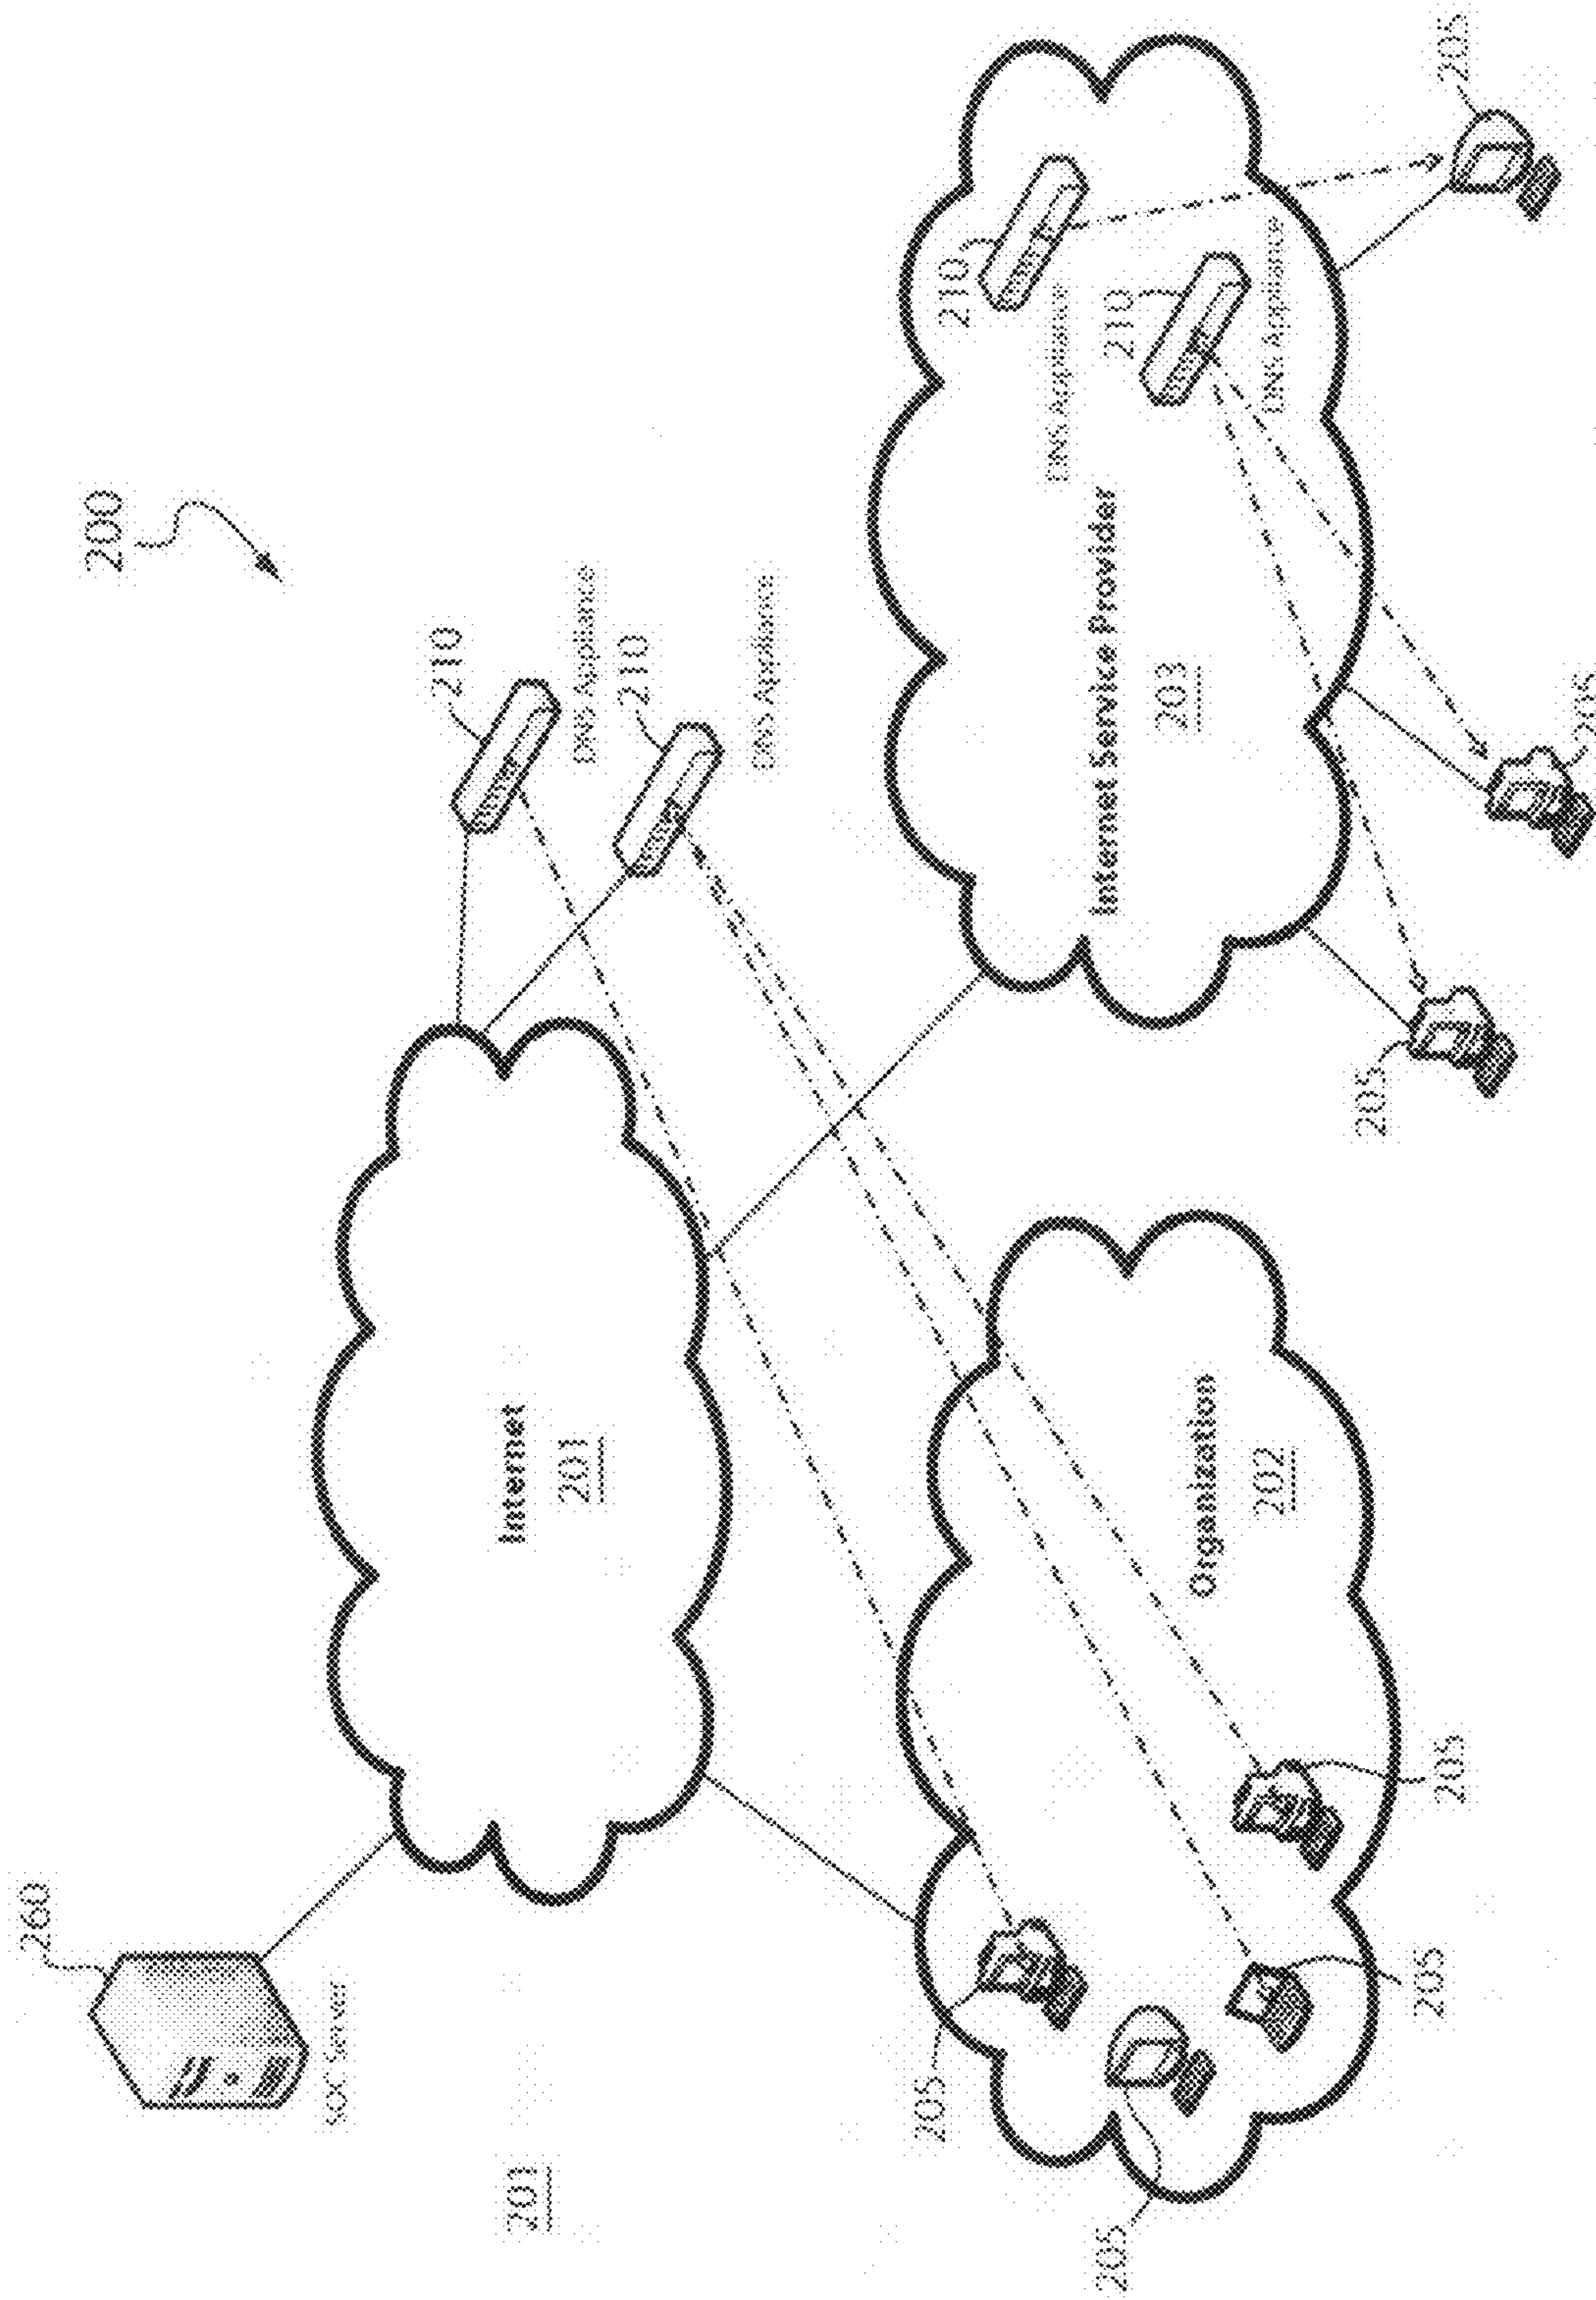 200
260
SOC Server
201
Internet
201
210
DNS Appliance
210
DNS Appliance
Organization
202
205
205
205
205
Internet Service Provider
203
210
DNS Appliance
210
DNS Appliance
205
205
205